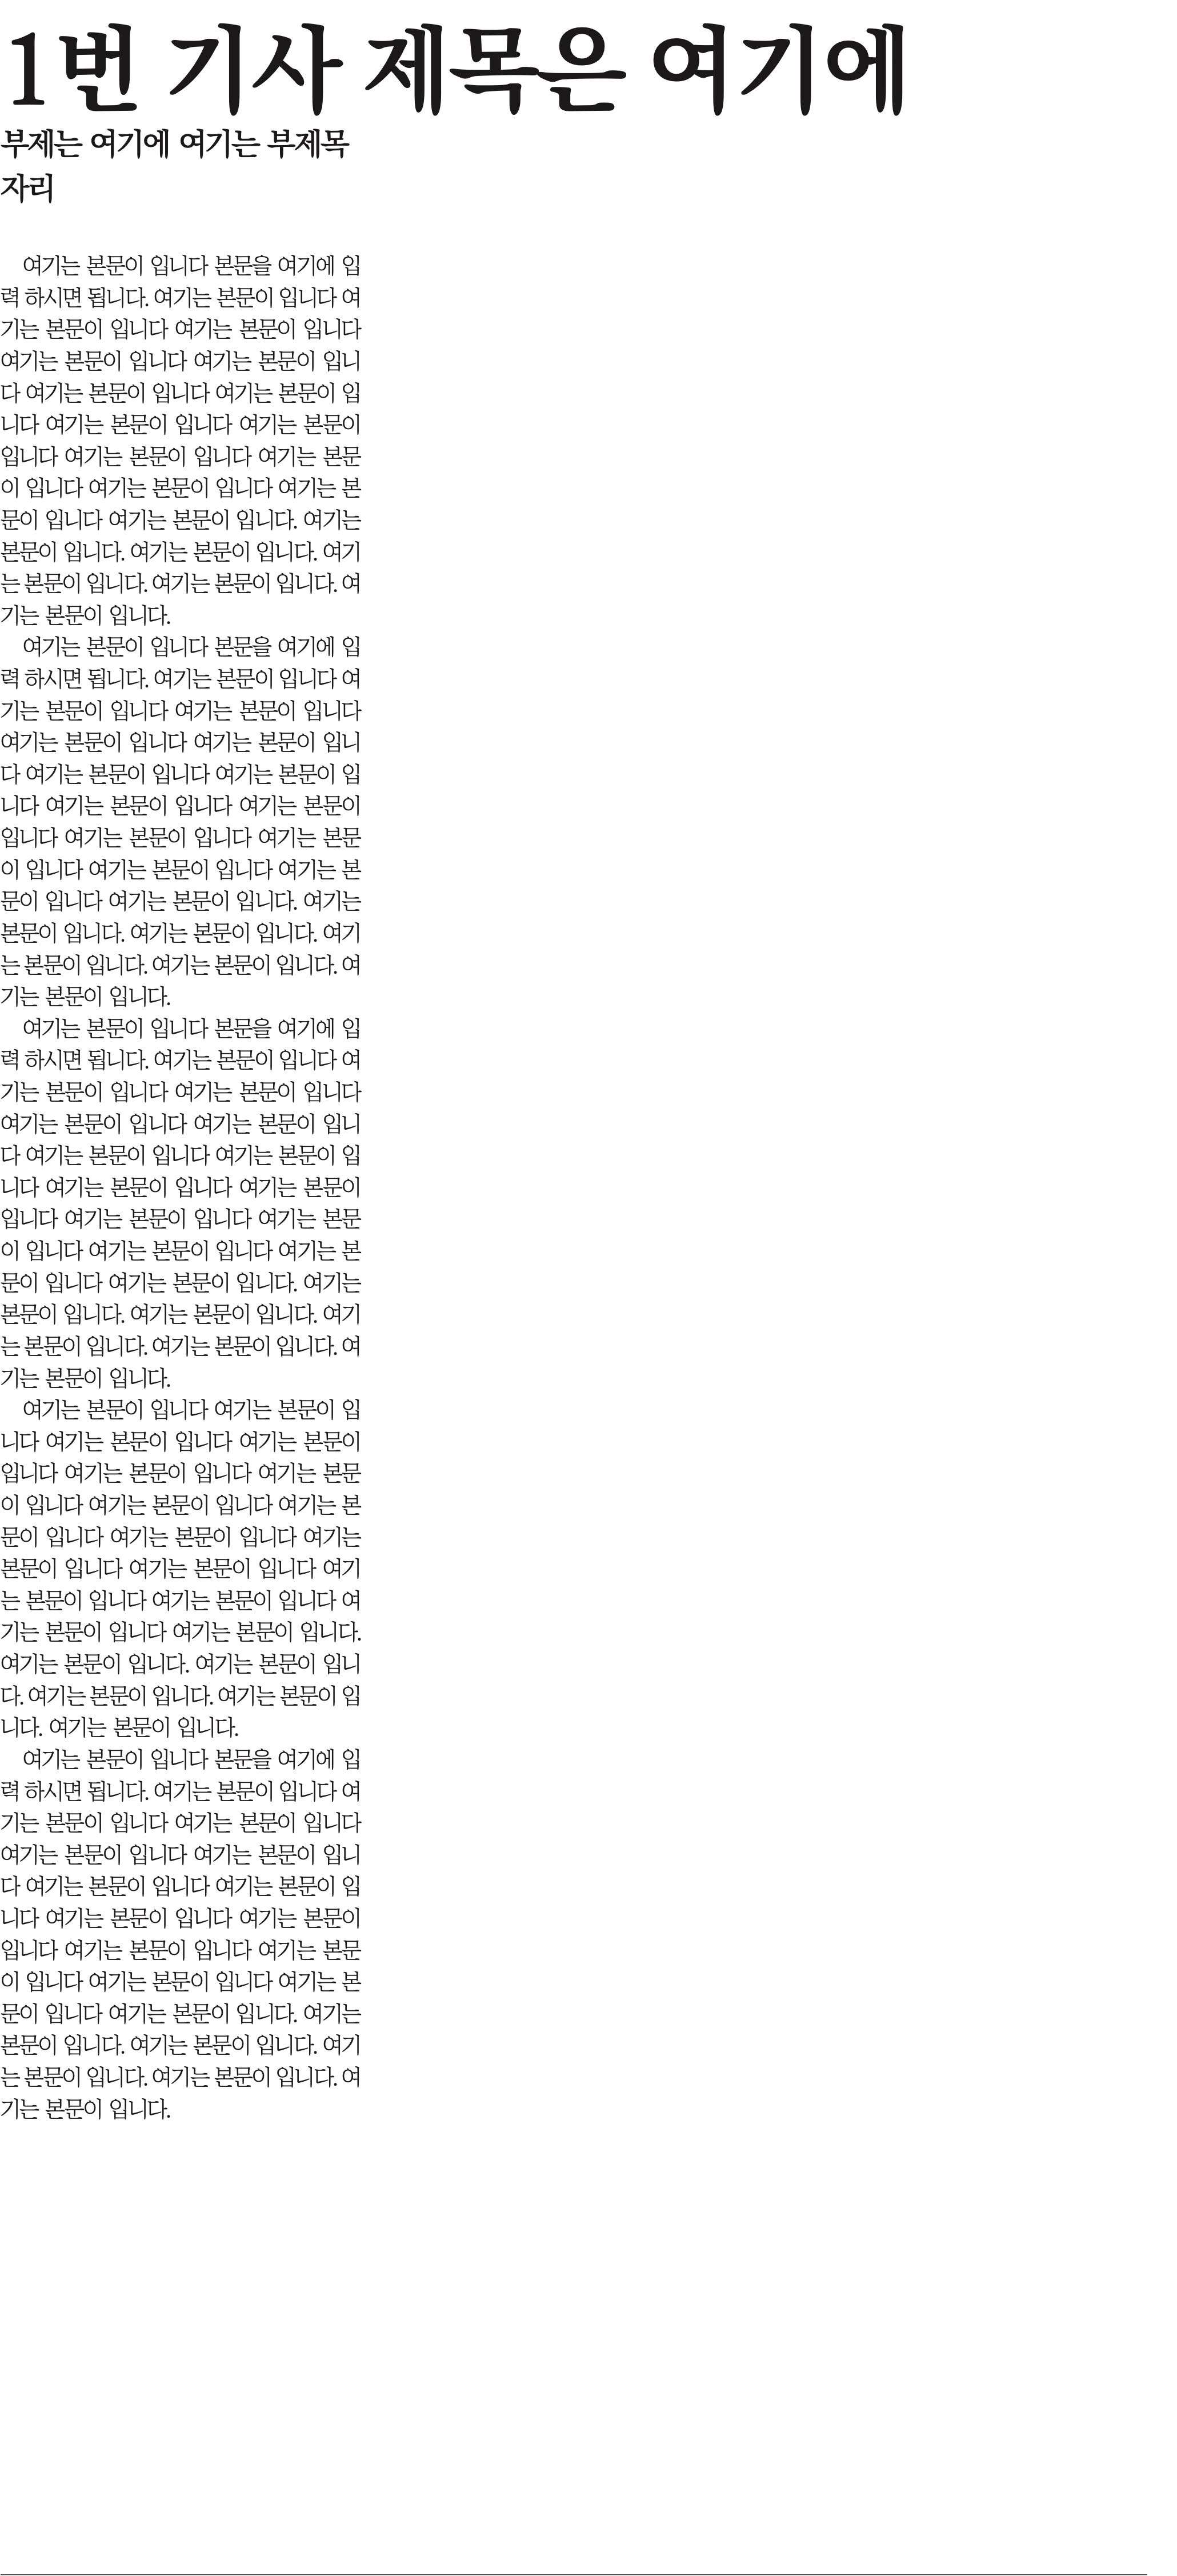 1번 기사 제목은 여기에
부제는 여기에 여기는 부제목
자리
여기는 본문이 입니다 본문을 여기에 입
력 하시면 됩니다. 여기는 본문이 입니다 여
기는 본문이 입니다 여기는 본문이 입니다
여기는 본문이 입니다 여기는 본문이 입니
다 여기는 본문이 입니다 여기는 본문이 입
니다 여기는 본문이 입니다 여기는 본문이
입니다 여기는 본문이 입니다 여기는 본문
이 입니다 여기는 본문이 입니다 여기는 본
문이 입니다 여기는 본문이 입니다. 여기는
본문이 입니다. 여기는 본문이 입니다. 여기
는 본문이 입니다. 여기는 본문이 입니다. 여
기는 본문이 입니다.
여기는 본문이 입니다 본문을 여기에 입
력 하시면 됩니다. 여기는 본문이 입니다 여
기는 본문이 입니다 여기는 본문이 입니다
여기는 본문이 입니다 여기는 본문이 입니
다 여기는 본문이 입니다 여기는 본문이 입
니다 여기는 본문이 입니다 여기는 본문이
입니다 여기는 본문이 입니다 여기는 본문
이 입니다 여기는 본문이 입니다 여기는 본
문이 입니다 여기는 본문이 입니다. 여기는
본문이 입니다. 여기는 본문이 입니다. 여기
는 본문이 입니다. 여기는 본문이 입니다. 여
기는 본문이 입니다.
여기는 본문이 입니다 본문을 여기에 입
력 하시면 됩니다. 여기는 본문이 입니다 여
기는 본문이 입니다 여기는 본문이 입니다
여기는 본문이 입니다 여기는 본문이 입니
다 여기는 본문이 입니다 여기는 본문이 입
니다 여기는 본문이 입니다 여기는 본문이
입니다 여기는 본문이 입니다 여기는 본문
이 입니다 여기는 본문이 입니다 여기는 본
문이 입니다 여기는 본문이 입니다. 여기는
본문이 입니다. 여기는 본문이 입니다. 여기
는 본문이 입니다. 여기는 본문이 입니다. 여
기는 본문이 입니다.
여기는 본문이 입니다 여기는 본문이 입
니다 여기는 본문이 입니다 여기는 본문이
입니다 여기는 본문이 입니다 여기는 본문
이 입니다 여기는 본문이 입니다 여기는 본
문이 입니다 여기는 본문이 입니다 여기는
본문이 입니다 여기는 본문이 입니다 여기
는 본문이 입니다 여기는 본문이 입니다 여
기는 본문이 입니다 여기는 본문이 입니다.
여기는 본문이 입니다. 여기는 본문이 입니
다. 여기는 본문이 입니다. 여기는 본문이 입
니다. 여기는 본문이 입니다.
여기는 본문이 입니다 본문을 여기에 입
력 하시면 됩니다. 여기는 본문이 입니다 여
기는 본문이 입니다 여기는 본문이 입니다
여기는 본문이 입니다 여기는 본문이 입니
다 여기는 본문이 입니다 여기는 본문이 입
니다 여기는 본문이 입니다 여기는 본문이
입니다 여기는 본문이 입니다 여기는 본문
이 입니다 여기는 본문이 입니다 여기는 본
문이 입니다 여기는 본문이 입니다. 여기는
본문이 입니다. 여기는 본문이 입니다. 여기
는 본문이 입니다. 여기는 본문이 입니다. 여
기는 본문이 입니다.